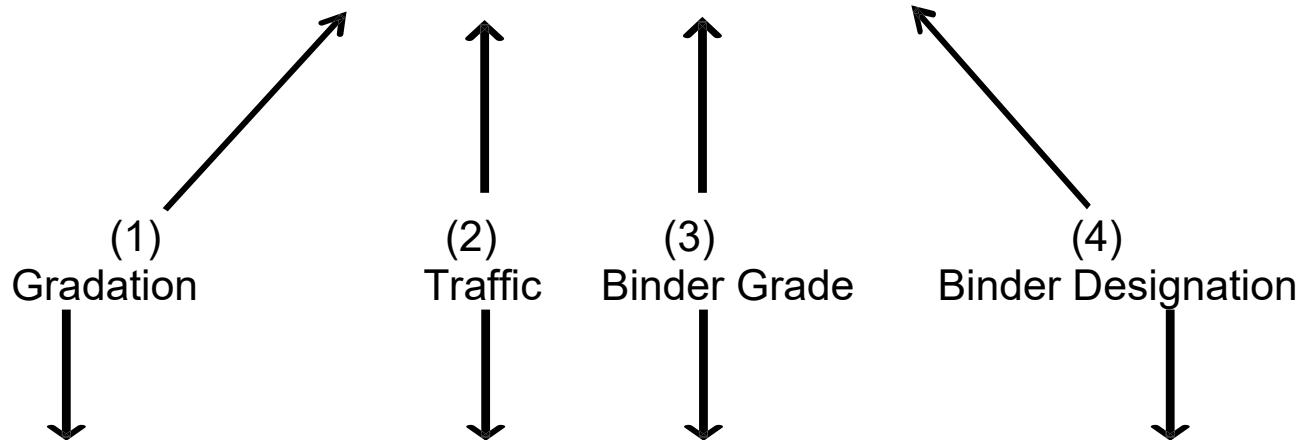 (1) (2) (3) (4)
Gradation Traffic Binder Grade Binder Designation